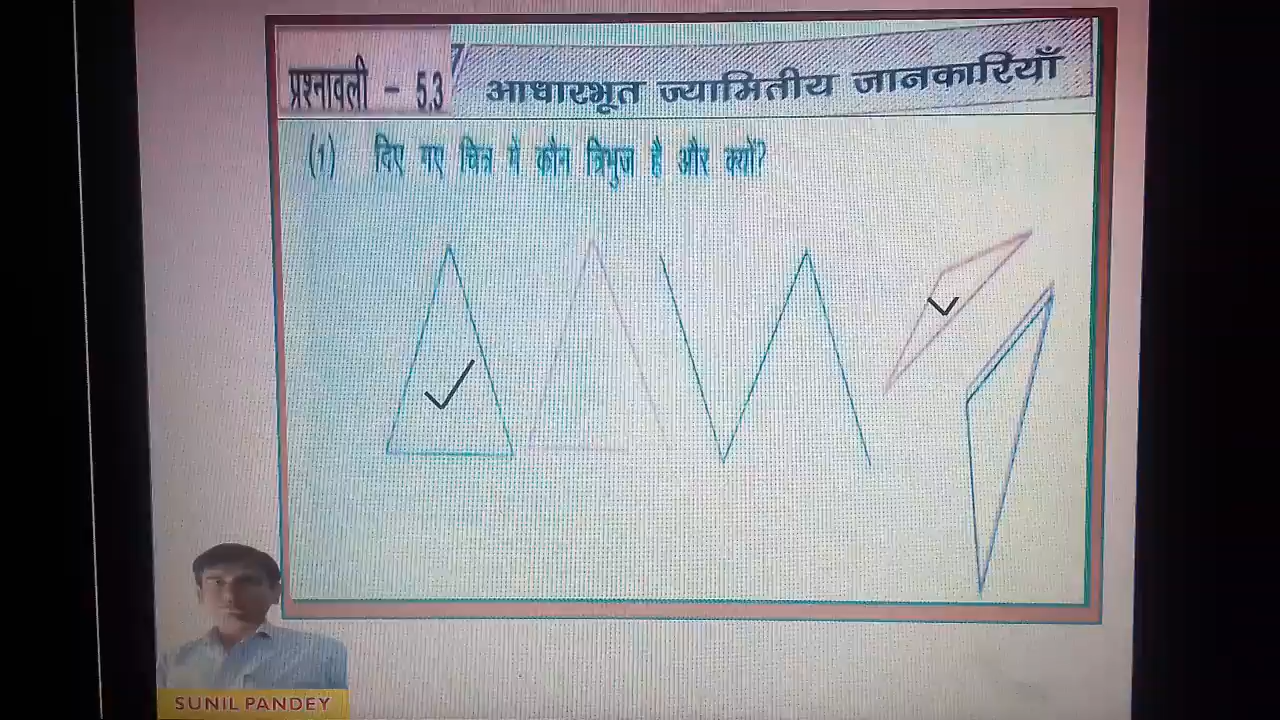 प्रश्नावली - 5.3
आधारभूत ज्यामितीय जानकारियाँ
(1) दिए गए चित्र में कौन त्रिभुज है और क्यों?
SUNIL PANDEY